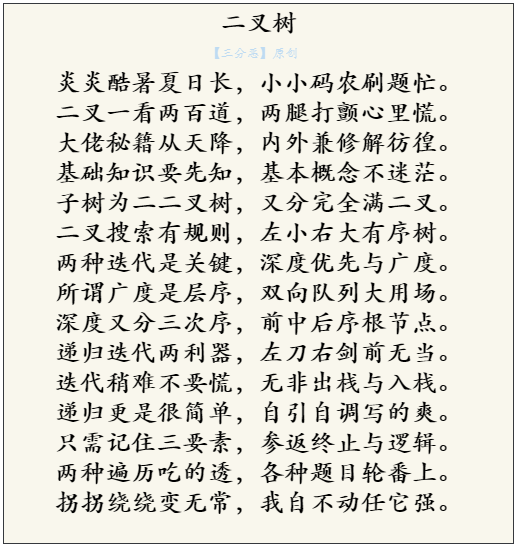 二叉树
【三分恶】原创
炎炎酷暑夏日长，小小码农刷题忙。
二叉一看两百道，两腿打颤心里慌。
大佬秘籍从天降，内外兼修解彷徨。
基础知识要先知，基本概念不迷茫。
子树为二二叉树，又分完全满二叉。
二叉搜索有规则，左小右大有序树。
两种迭代是关键，深度优先与广度。
所谓广度是层序，双向队列大用场。
深度又分三次序，前中后序根节点。
递归迭代两利器，左刀右剑前无当。
迭代稍难不要慌，无非出栈与入栈。
递归更是很简单，自引自调写的爽。
只需记住三要素，参返终止与逻辑。
两种遍历吃的透，各种题目轮番上。
拐拐绕绕变无常，我自不动任它强。